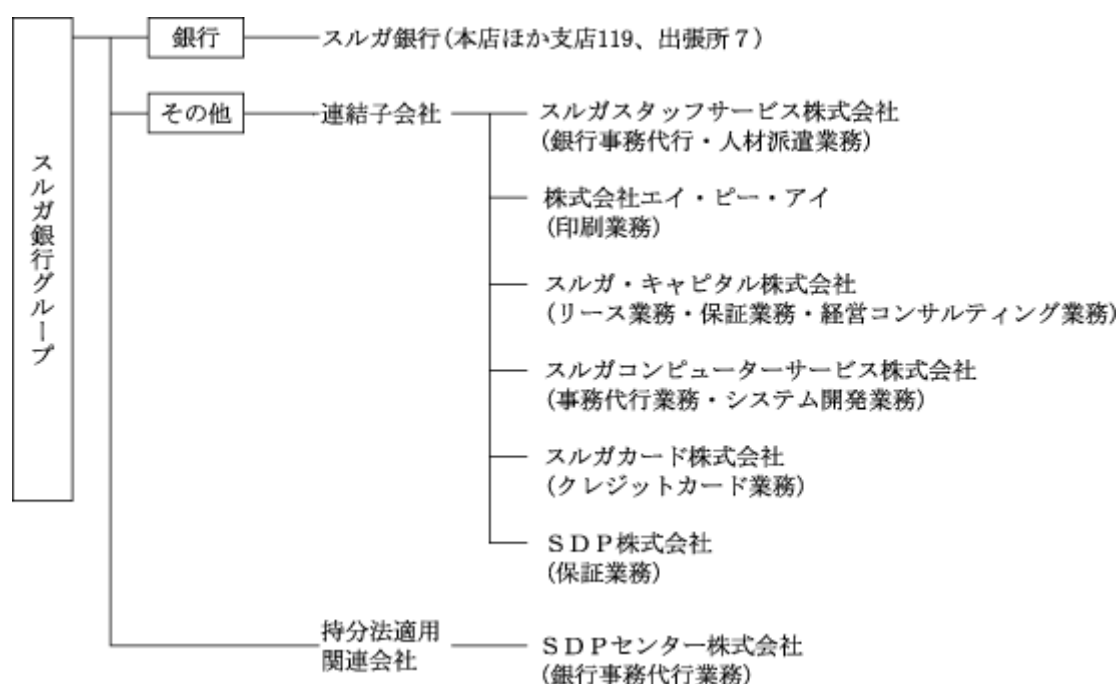 スルガ銀行グループ
銀行
スルガ銀行(本店ほか支店119、出張所7)
その他
連結子会社
スルガスタッフサービス株式会社
(銀行事務代行・人材派遣業務)
株式会社エイ・ピー・アイ
(印刷業務)
スルガ・キャピタル株式会社
(リース業務・保証業務・経営コンサルティング業務)
スルガコンピューターサービス株式会社
(事務代行業務・システム開発業務)
スルガカード株式会社
(クレジットカード業務)
SDP株式会社
(保証業務)
持分法適用
関連会社
SDPセンター株式会社
(銀行事務代行業務)